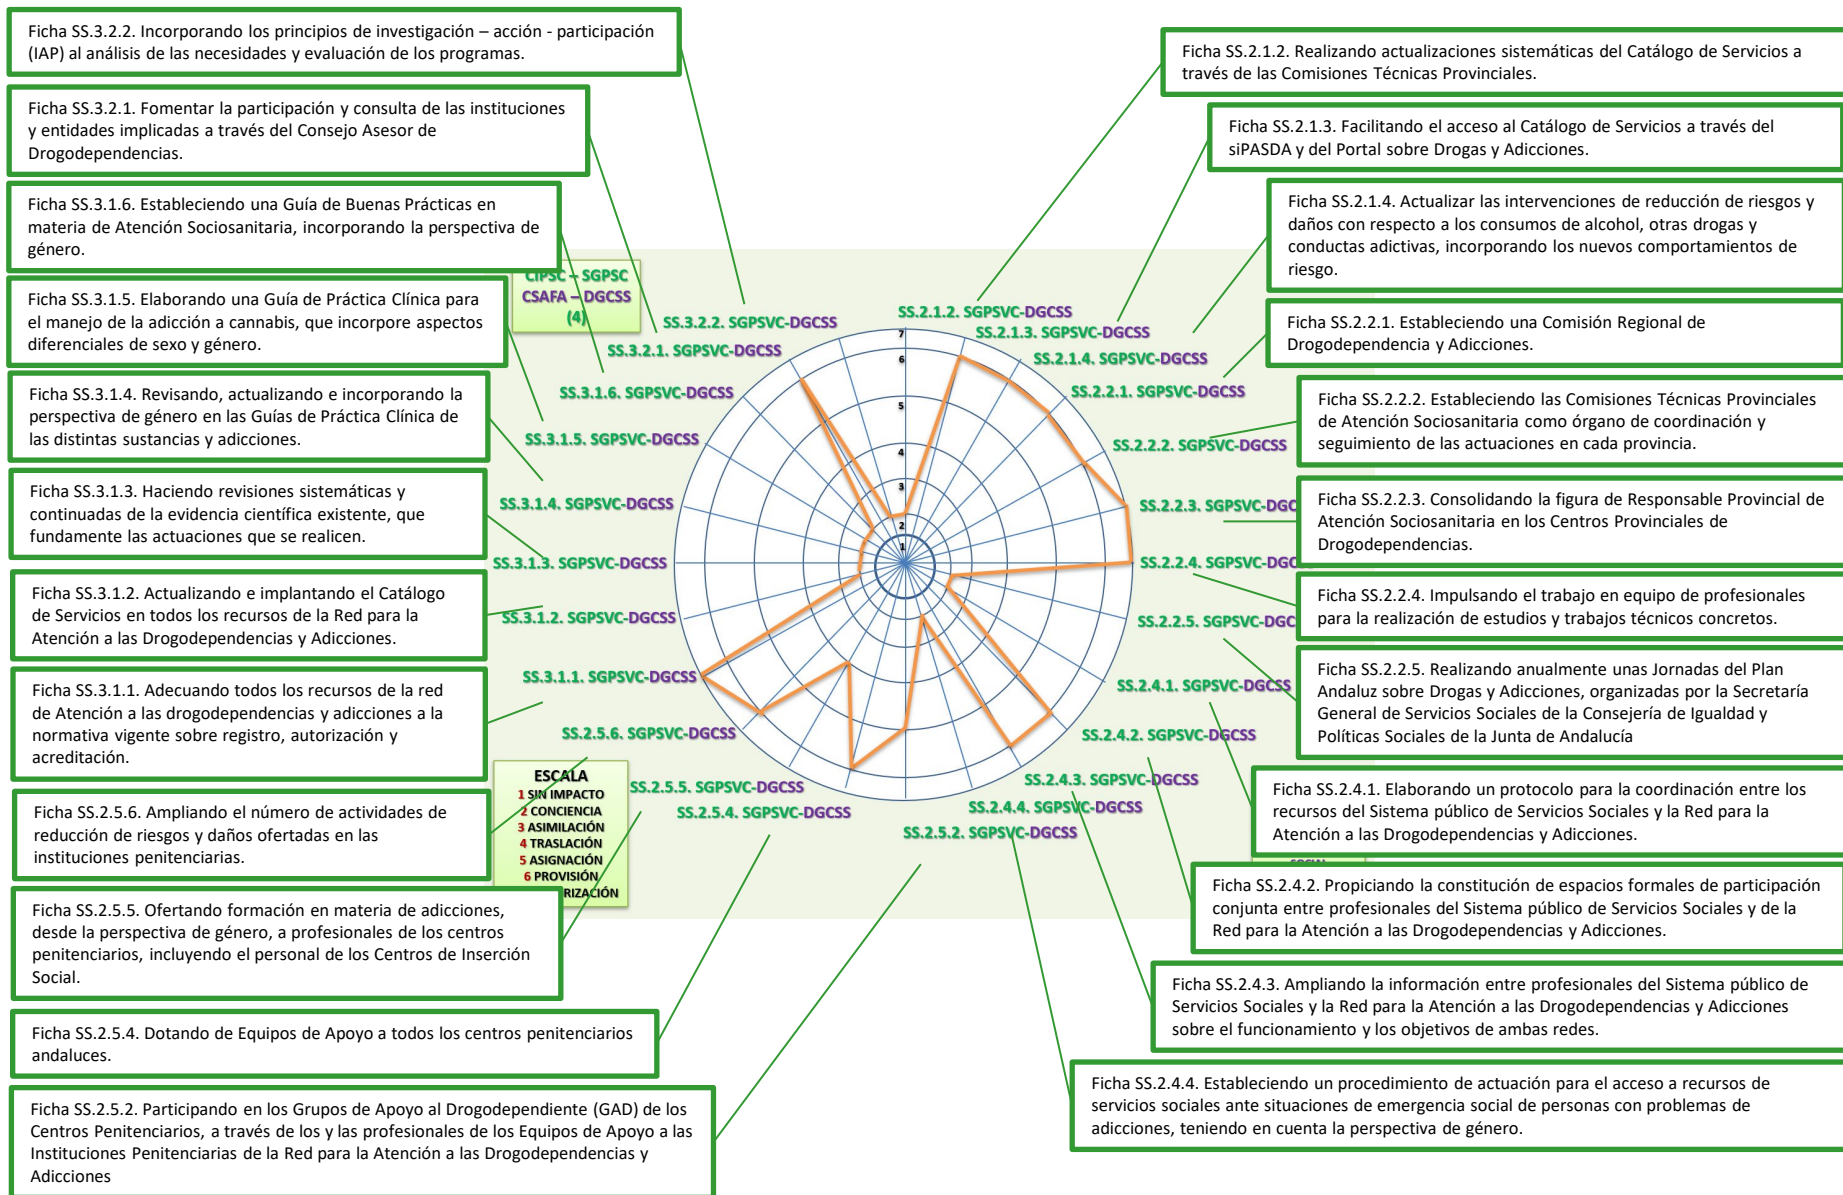 Ficha SS.3.2.2. Incorporando los principios de investigación – acción - participación
(IAP) al análisis de las necesidades y evaluación de los programas.
Ficha SS.3.2.1. Fomentar la participación y consulta de las instituciones
y entidades implicadas a través del Consejo Asesor de
Drogodependencias.
Ficha SS.3.1.6. Estableciendo una Guía de Buenas Prácticas en
materia de Atención Sociosanitaria, incorporando la perspectiva de
género.
Ficha SS.3.1.5. Elaborando una Guía de Práctica Clínica para
el manejo de la adicción a cannabis, que incorpore aspectos
diferenciales de sexo y género.
Ficha SS.3.1.4. Revisando, actualizando e incorporando la
perspectiva de género en las Guías de Práctica Clínica de
las distintas sustancias y adicciones.
Ficha SS.3.1.3. Haciendo revisiones sistemáticas y
continuadas de la evidencia científica existente, que
fundamente las actuaciones que se realicen.
Ficha SS.3.1.2. Actualizando e implantando el Catálogo
de Servicios en todos los recursos de la Red para la
Atención a las Drogodependencias y Adicciones.
Ficha SS.3.1.1. Adecuando todos los recursos de la red
de Atención a las drogodependencias y adicciones a la
normativa vigente sobre registro, autorización y
acreditación.
Ficha SS.2.5.6. Ampliando el número de actividades de
reducción de riesgos y daños ofertadas en las
instituciones penitenciarias.
Ficha SS.2.5.5. Ofertando formación en materia de adicciones,
desde la perspectiva de género, a profesionales de los centros
penitenciarios, incluyendo el personal de los Centros de Inserción
Social.
Ficha SS.2.5.4. Dotando de Equipos de Apoyo a todos los centros penitenciarios
andaluces.
Ficha SS.2.5.2. Participando en los Grupos de Apoyo al Drogodependiente (GAD) de los
Centros Penitenciarios, a través de los y las profesionales de los Equipos de Apoyo a las
Instituciones Penitenciarias de la Red para la Atención a las Drogodependencias y
Adicciones
CIPSC – SGPSC
CSAFA – DGCSS
(4)
SS.3.2.2. SGPSVC-DGCSS
SS.3.2.1. SGPSVC-DGCSS
SS.3.1.6. SGPSVC-DGCSS
SS.3.1.5. SGPSVC-DGCSS
SS.3.1.4. SGPSVC-DGCSS
SS.3.1.3. SGPSVC-DGCSS
SS.3.1.2. SGPSVC-DGCSS
SS.3.1.1. SGPSVC-DGCSS
SS.2.5.6. SGPSVC-DGCSS
SS.2.5.5. SGPSVC-DGCSS
SS.2.5.4. SGPSVC-DGCSS
SS.2.5.2. SGPSVC-DGCSS
ESCALA
1 SIN IMPACTO
2 CONCIENCIA
3 ASIMILACIÓN
4 TRASLACIÓN
5 ASIGNACIÓN
6 PROVISIÓN
RIZACIÓN
7
6
5
4
3
2
1
SS.2.1.2. SGPSVC-DGCSS
SS.2.1.3. SGPSVC-DGCSS
SS.2.1.4. SGPSVC-DGCSS
SS.2.2.1. SGPSVC-DGCSS
SS.2.2.2. SGPSVC-DGCSS
SS.2.2.3. SGPSVC-DGC
SS.2.2.4. SGPSVC-DGC
SS.2.2.5. SGPSVC-DGC
SS.2.4.1. SGPSVC-DGCSS
SS.2.4.2. SGPSVC-DGCSS
SS.2.4.3. SGPSVC-DGCSS
SS.2.4.4. SGPSVC-DGCSS
Ficha SS.2.1.2. Realizando actualizaciones sistemáticas del Catálogo de Servicios a
través de las Comisiones Técnicas Provinciales.
Ficha SS.2.1.3. Facilitando el acceso al Catálogo de Servicios a través del
siPASDA y del Portal sobre Drogas y Adicciones.
Ficha SS.2.1.4. Actualizar las intervenciones de reducción de riesgos y
daños con respecto a los consumos de alcohol, otras drogas y
conductas adictivas, incorporando los nuevos comportamientos de
riesgo.
Ficha SS.2.2.1. Estableciendo una Comisión Regional de
Drogodependencia y Adicciones.
Ficha SS.2.2.2. Estableciendo las Comisiones Técnicas Provinciales
de Atención Sociosanitaria como órgano de coordinación y
seguimiento de las actuaciones en cada provincia.
Ficha SS.2.2.3. Consolidando la figura de Responsable Provincial de
Atención Sociosanitaria en los Centros Provinciales de
Drogodependencias.
Ficha SS.2.2.4. Impulsando el trabajo en equipo de profesionales
para la realización de estudios y trabajos técnicos concretos.
Ficha SS.2.2.5. Realizando anualmente unas Jornadas del Plan
Andaluz sobre Drogas y Adicciones, organizadas por la Secretaría
General de Servicios Sociales de la Consejería de Igualdad y
Políticas Sociales de la Junta de Andalucía
Ficha SS.2.4.1. Elaborando un protocolo para la coordinación entre los
recursos del Sistema público de Servicios Sociales y la Red para la
Atención a las Drogodependencias y Adicciones.
Ficha SS.2.4.2. Propiciando la constitución de espacios formales de participación
conjunta entre profesionales del Sistema público de Servicios Sociales y de la
Red para la Atención a las Drogodependencias y Adicciones.
Ficha SS.2.4.3. Ampliando la información entre profesionales del Sistema público de
Servicios Sociales y la Red para la Atención a las Drogodependencias y Adicciones
sobre el funcionamiento y los objetivos de ambas redes.
Ficha SS.2.4.4. Estableciendo un procedimiento de actuación para el acceso a recursos de
servicios sociales ante situaciones de emergencia social de personas con problemas de
adicciones, teniendo en cuenta la perspectiva de género.